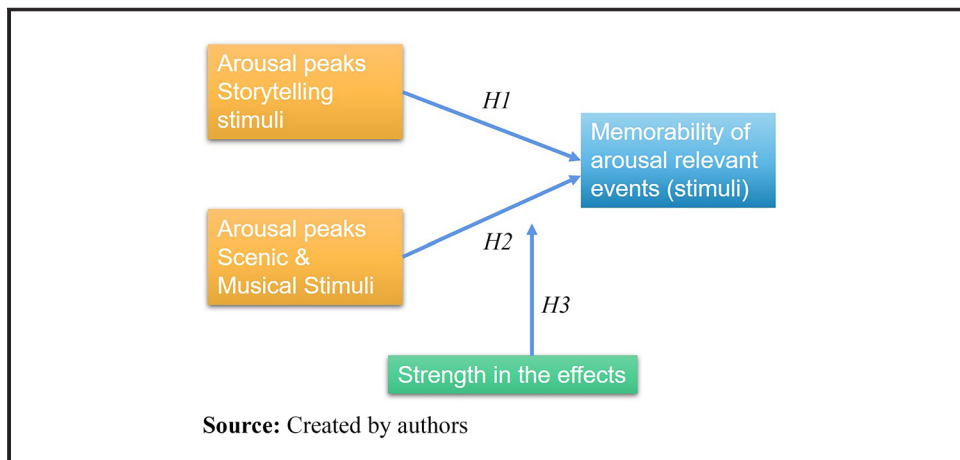 Arousal peaks
Storytelling
stimuli
H1
Memorability of
arousal relevant
events (stimuli)
Arousal peaks
Scenic &
Musical Stimuli
H2
H3
Strength in the effects
Source: Created by authors